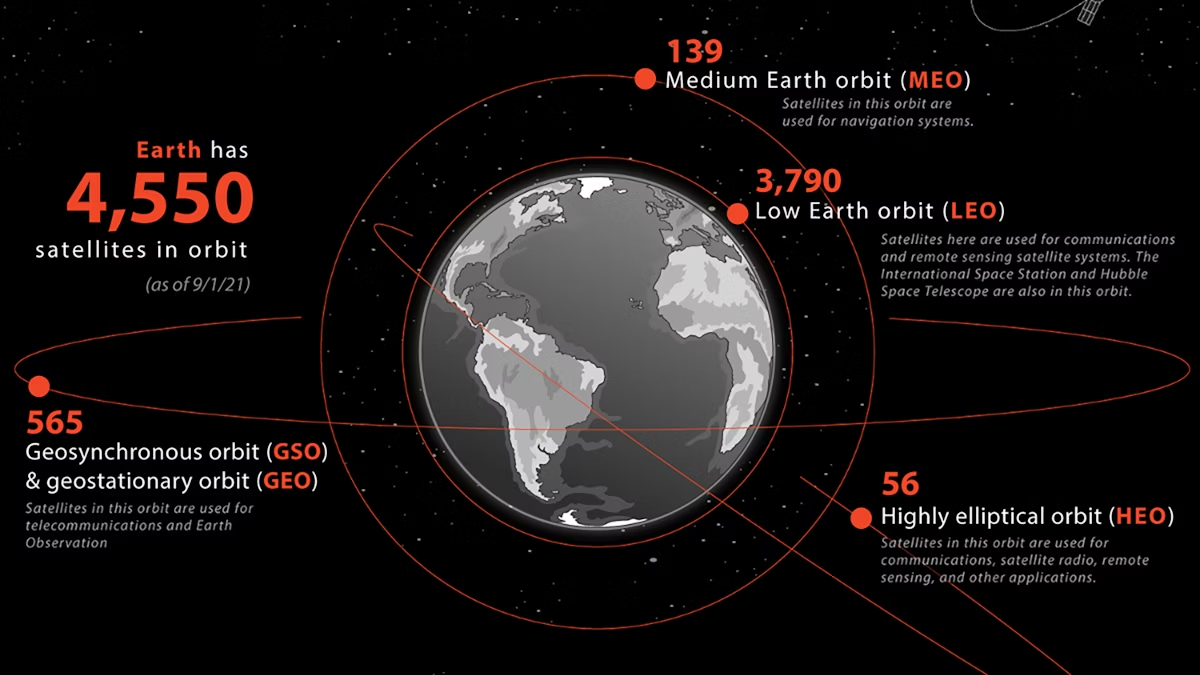 139
Medium Earth orbit (MEO)
Satellites in this orbit are
used for navigation systems.
Earth has
4,550
satellites in orbit
(as of 9/1/21)
3,790
Low Earth orbit (LEO)
Satellites here are used for communications
and remote sensing satellite systems. The
International Space Station and Hubble
Space Telescope are also in this orbit.
565
Geosynchronous orbit (GSO)
& geostationary orbit (GEO)
Satellites in this orbit are used for
telecommunications and Earth
Observation
56
Highly elliptical orbit (HEO)
Satellites in this orbit are used for
communications, satellite radio, remote
sensing, and other applications.